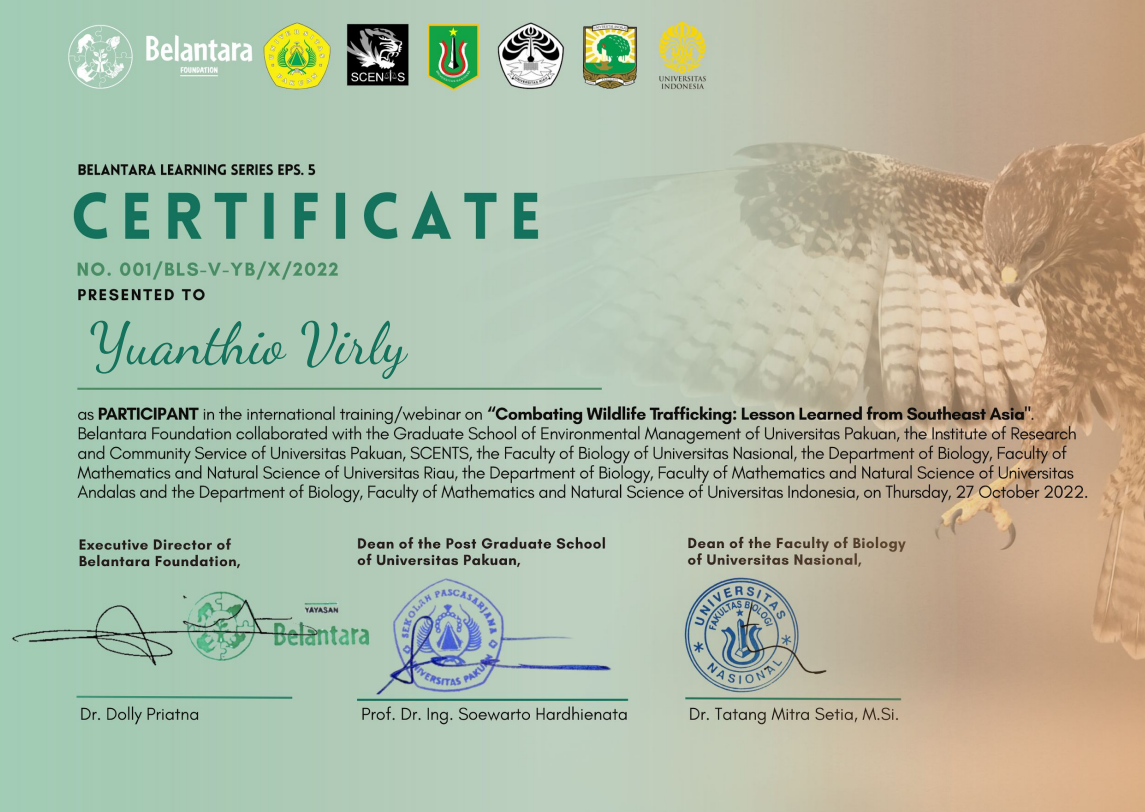 Belantara
FOUNDATION
UNIVERSITAS
PAKUAN
SCENTS
UNIVERSITAS
INDONESIA
BELANTARA LEARNING SERIES EPS. 5
CERTIFICATE
NO. 001/BLS-V-YB/X/2022
PRESENTED TO
Yuanthio Virly
as PARTICIPANT in the international training/webinar on “Combating Wildlife Trafficking: Lesson Learned from Southeast Asia".
Belantara Foundation collaborated with the Graduate School of Environmental Management of Universitas Pakuan, the Institute of Research
and Community Service of Universitas Pakuan, SCENTS, the Faculty of Biology of Universitas Nasional, the Department of Biology, Faculty of
Mathematics and Natural Science of Universitas Riau, the Department of Biology, Faculty of Mathematics and Natural Science of Universitas
Andalas and the Department of Biology, Faculty of Mathematics and Natural Science of Universitas Indonesia, on Thursday, 27 October 2022.
Executive Director of
Belantara Foundation,
Dean of the Post Graduate School
of Universitas Pakuan,
Dean of the Faculty of Biology
of Universitas Nasional,
YAYASAN
Belantara
SEKOLAH PASCASARJANA
UNIVERSITAS PAKUAN
UNIVERSITAS
FAKULTAS BIOLOGI
NASIONAL
Dr. Dolly Priatna
Prof. Dr. Ing. Soewarto Hardhienata
Dr. Tatang Mitra Setia, M.Si.